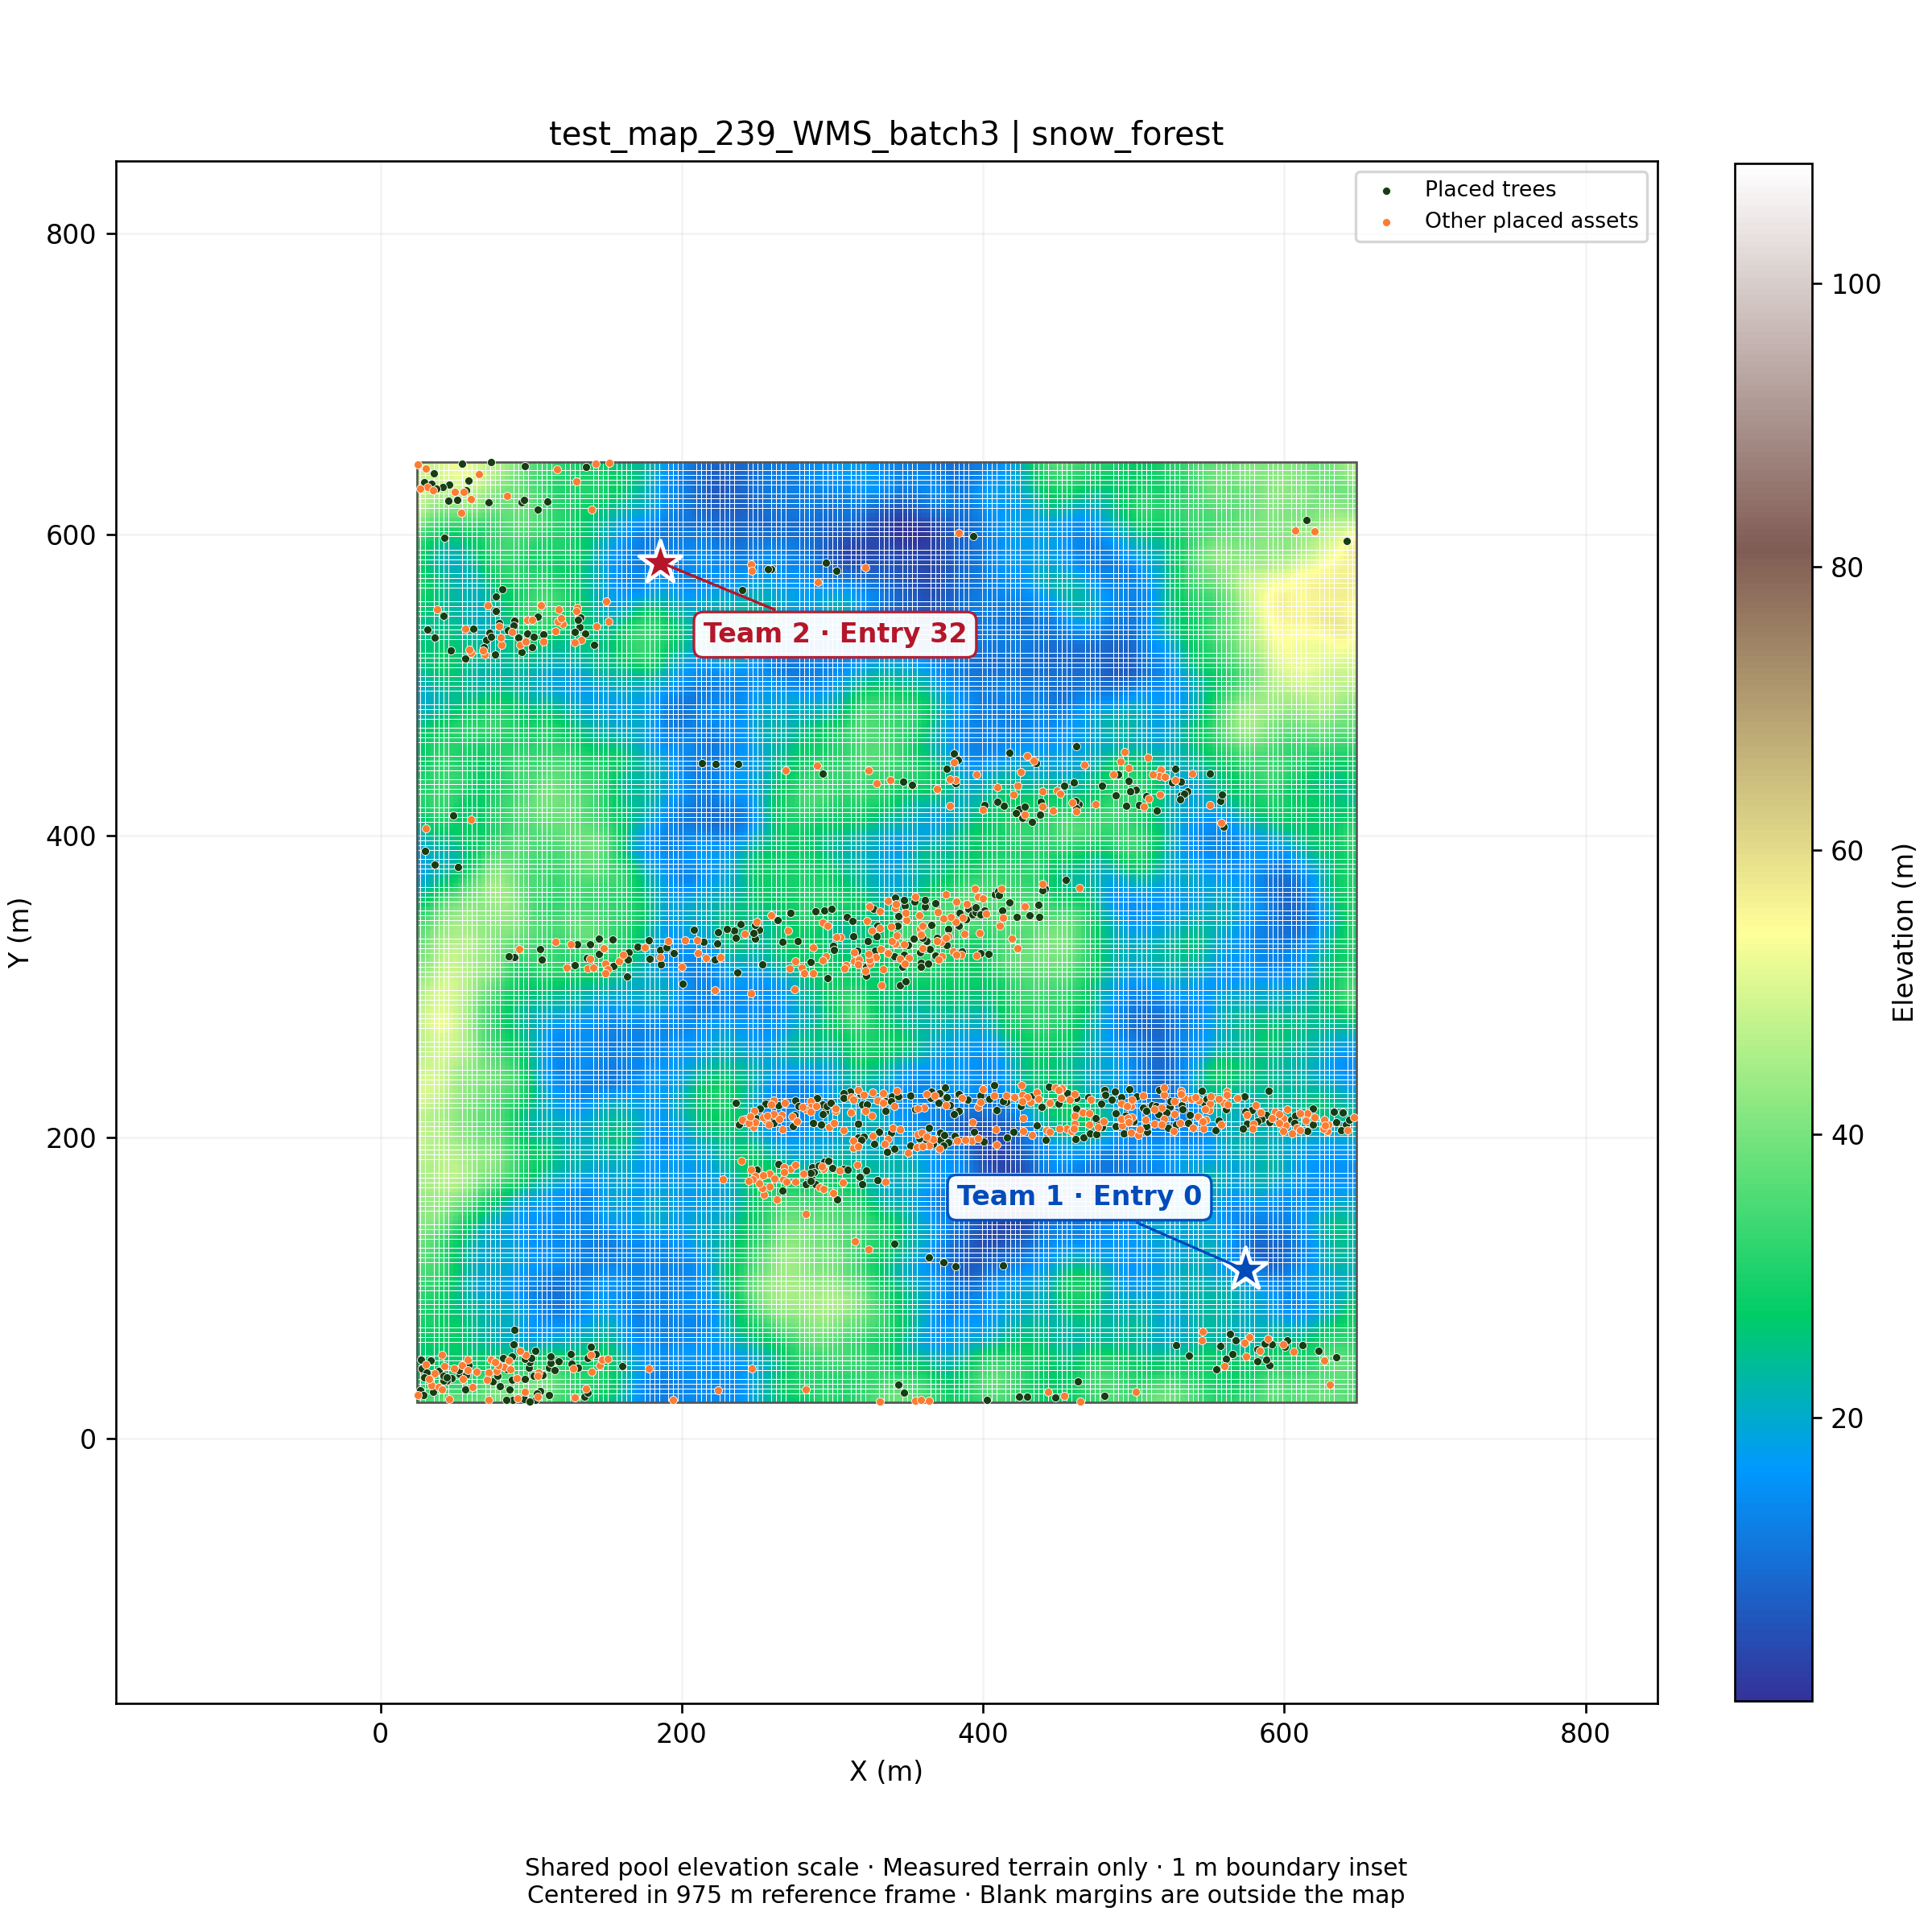 test_map_239_WMS_batch3 | snow_forest
Placed trees
Other placed assets
Team 2 · Entry 32
Team 1 · Entry 0
800
600
400
200
0
Y (m)
0
200
400
600
800
X (m)
100
80
60
40
20
Elevation (m)
Shared pool elevation scale · Measured terrain only · 1 m boundary inset
Centered in 975 m reference frame · Blank margins are outside the map